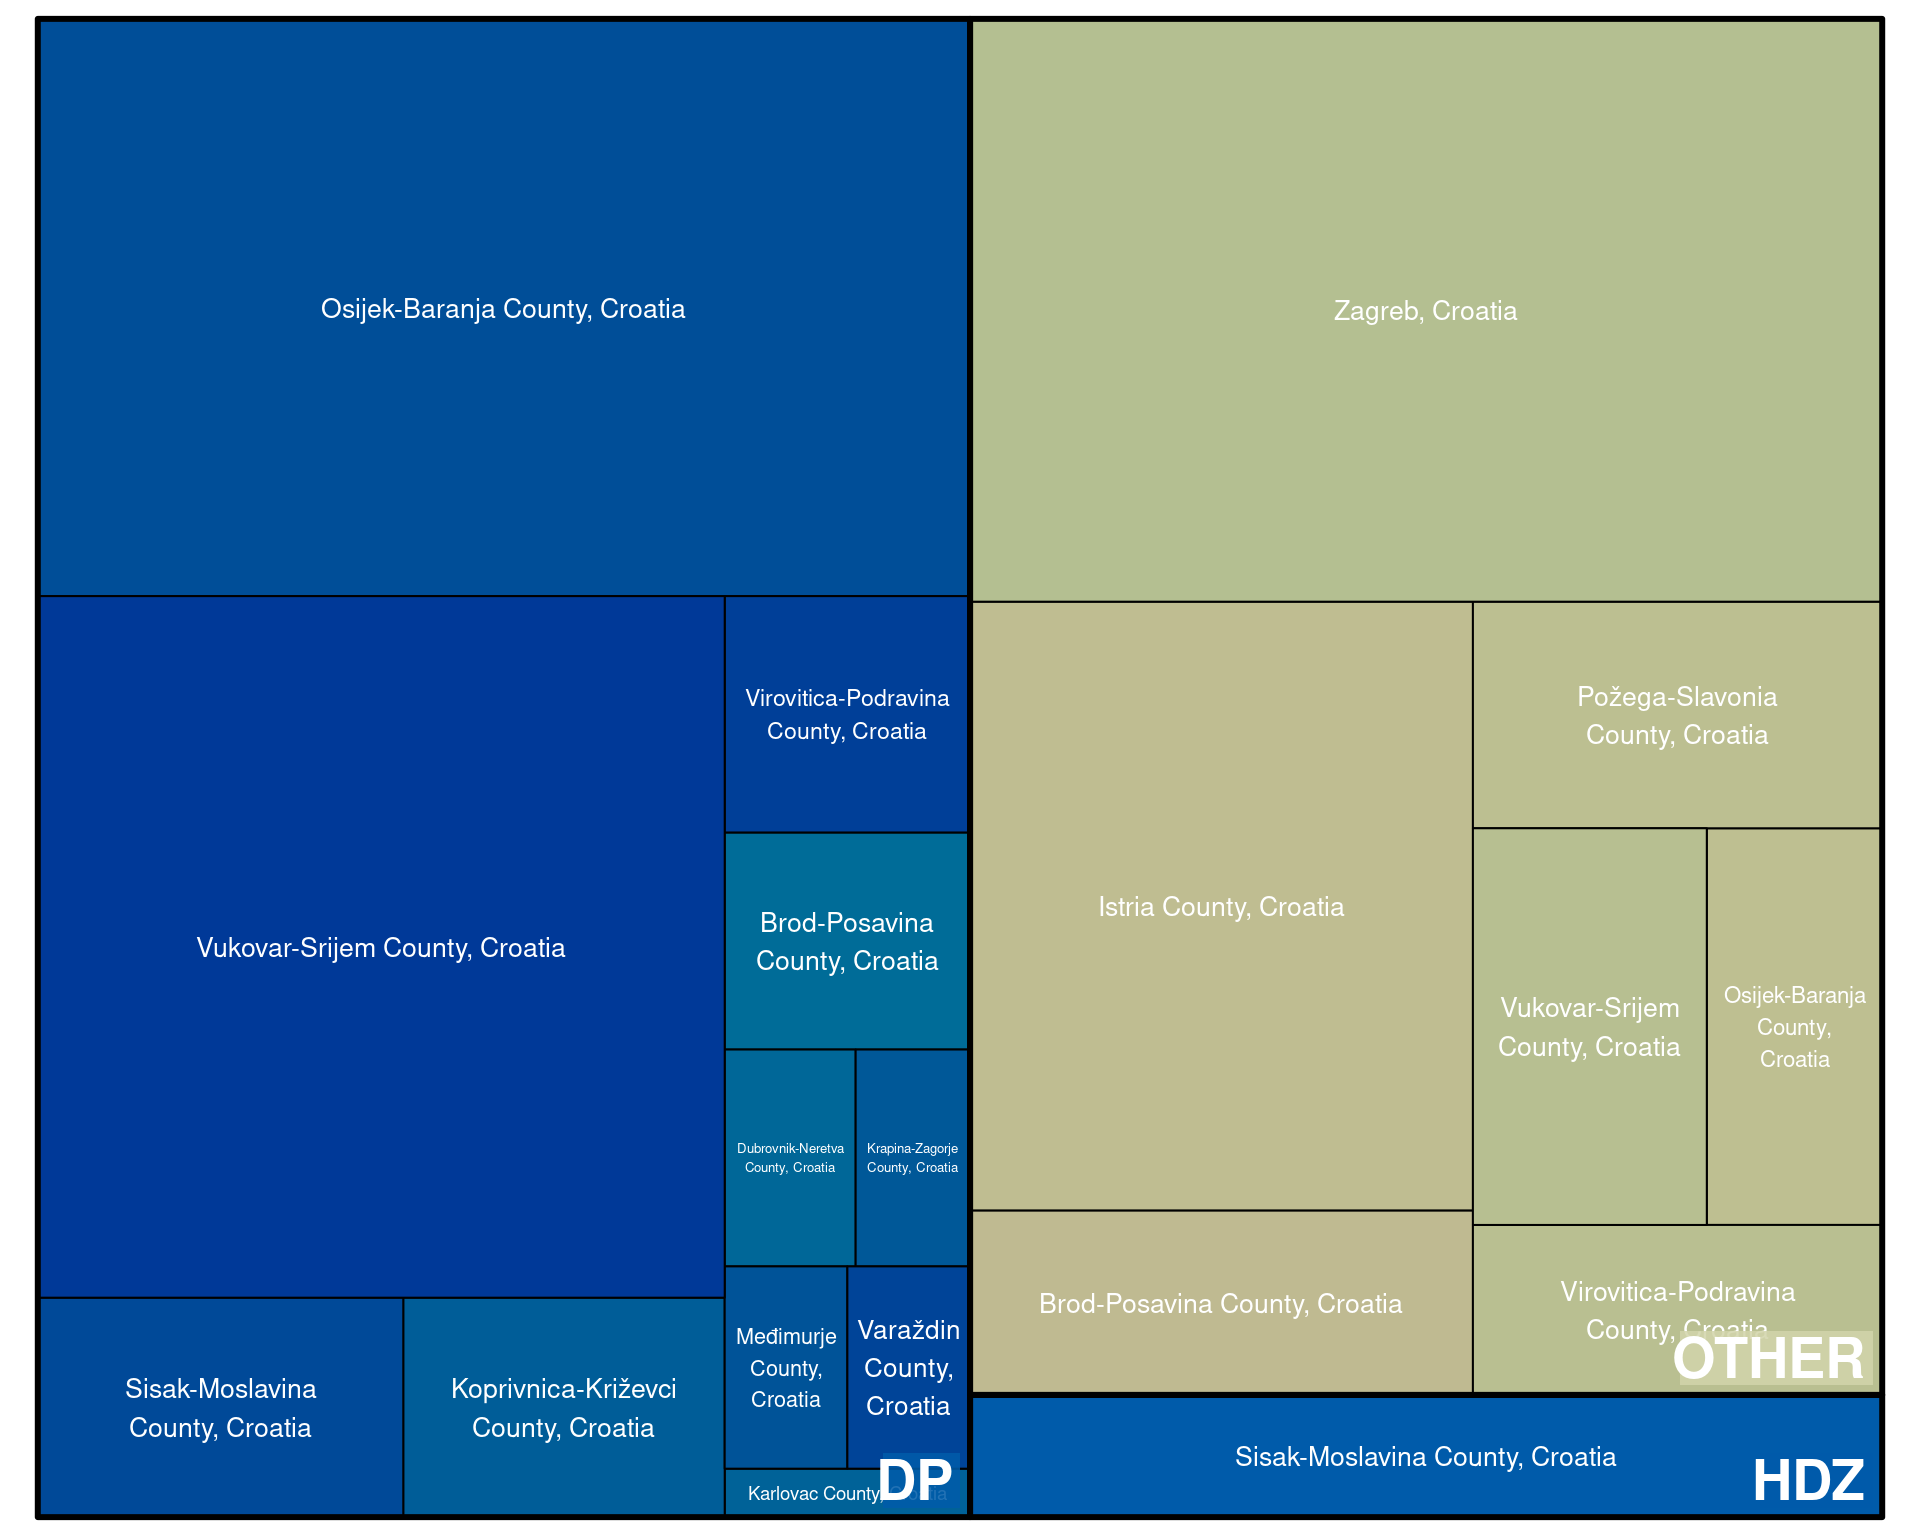 Osijek-Baranja County, Croatia
Vukovar-Srijem County, Croatia
Virovitica-Podravina
County, Croatia
Brod-Posavina
County, Croatia
Dubrovnik-Neretva
County, Croatia
Krapina-Zagorje
County, Croatia
Međimurje
County,
Croatia
Varaždin
County,
Croatia
Sisak-Moslavina
County, Croatia
Koprivnica-Križevci
County, Croatia
Karlovac County, Croatia
DP
Zagreb, Croatia
Istria County, Croatia
Požega-Slavonia
County, Croatia
Vukovar-Srijem
County, Croatia
Osijek-Baranja
County,
Croatia
Brod-Posavina County, Croatia
Virovitica-Podravina
County, Croatia
OTHER
Sisak-Moslavina County, Croatia
HDZ